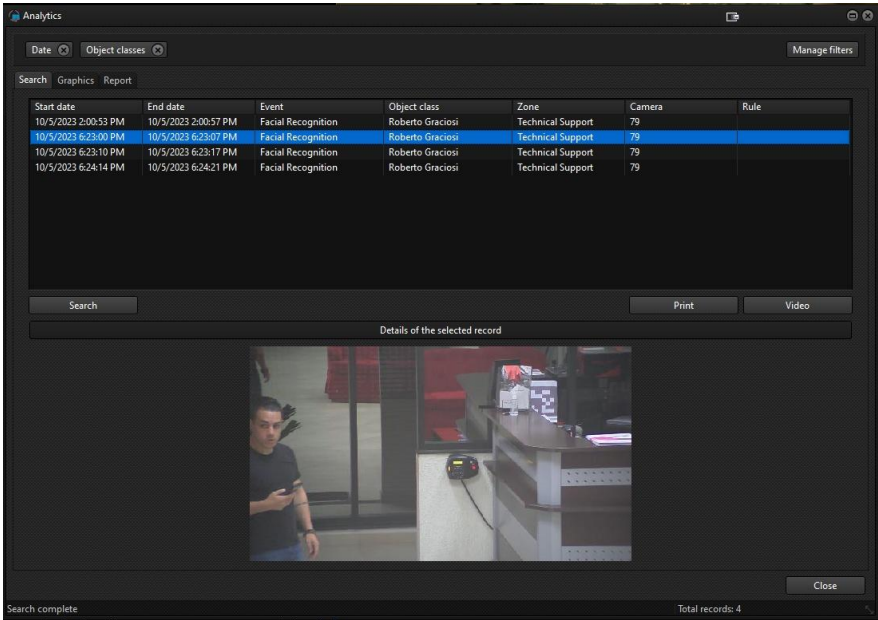 Analytics
Date Object classes Manage filters
Search Graphics Report
Start date End date Event Object class Zone Camera Rule
10/5/2023 2:00:53 PM 10/5/2023 2:00:57 PM Facial Recognition Roberto Graciosi Technical Support 79
10/5/2023 6:23:00 PM 10/5/2023 6:23:07 PM Facial Recognition Roberto Graciosi Technical Support 79
10/5/2023 6:23:10 PM 10/5/2023 6:23:17 PM Facial Recognition Roberto Graciosi Technical Support 79
10/5/2023 6:24:14 PM 10/5/2023 6:24:21 PM Facial Recognition Roberto Graciosi Technical Support 79
Search Print Video
Details of the selected record
Close
Search complete Total records: 4